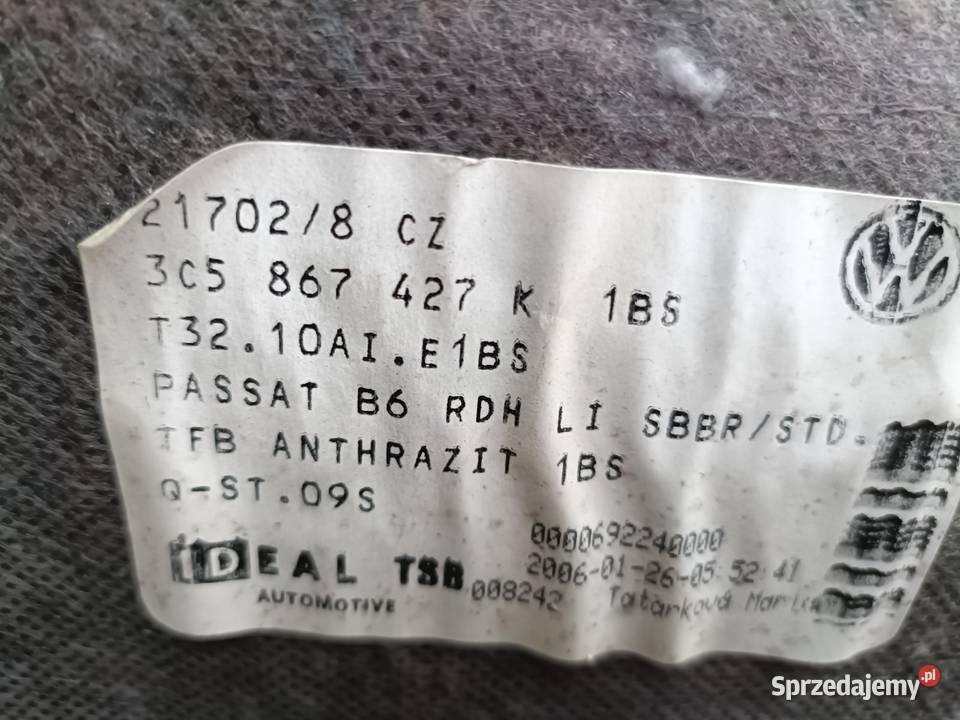 21702/8 CZ
3C5 867 427 K 1BS
T32.10AI.E1BS
PASSAT B6 RDH LI SBBR/STD.
TFB ANTHRAZIT 1BS
Q-ST.09S
IDEAL TSB
AUTOMOTIVE
0000692240000
2006-01-26-05:52:41
008242 Tatarková
Sprzedajemy.pl